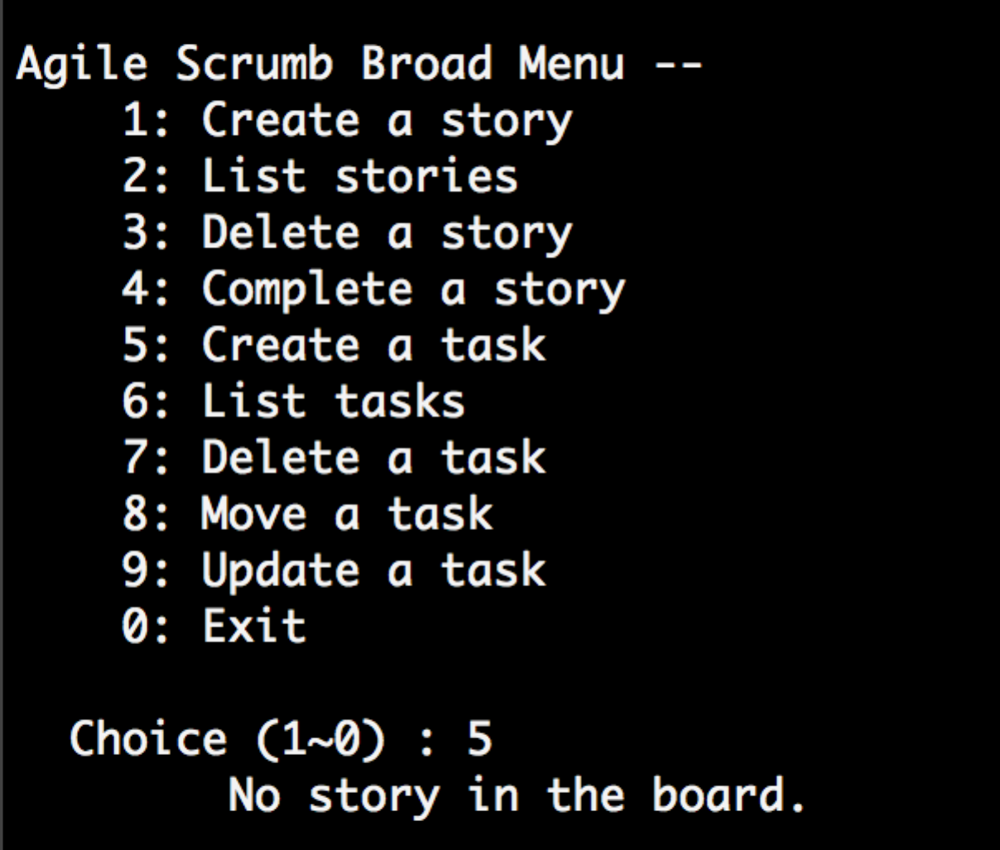 Agile Scrumb Broad Menu --
1: Create a story
2: List stories
3: Delete a story
4: Complete a story
5: Create a task
6: List tasks
7: Delete a task
8: Move a task
9: Update a task
0: Exit
Choice (1~0) : 5
No story in the board.